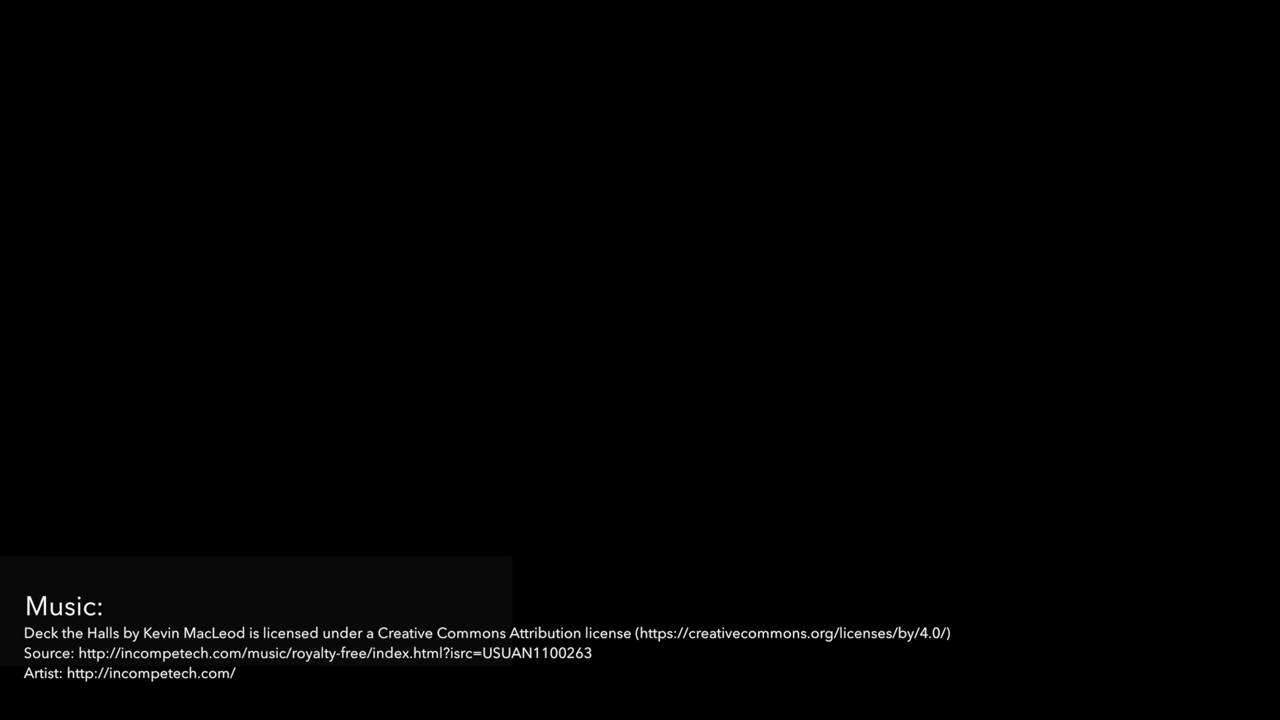 Music:
Deck the Halls by Kevin MacLeod is licensed under a Creative Commons Attribution license (https://creativecommons.org/licenses/by/4.0/)
Source: http://incompetech.com/music/royalty-free/index.html?isrc=USUAN1100263
Artist: http://incompetech.com/